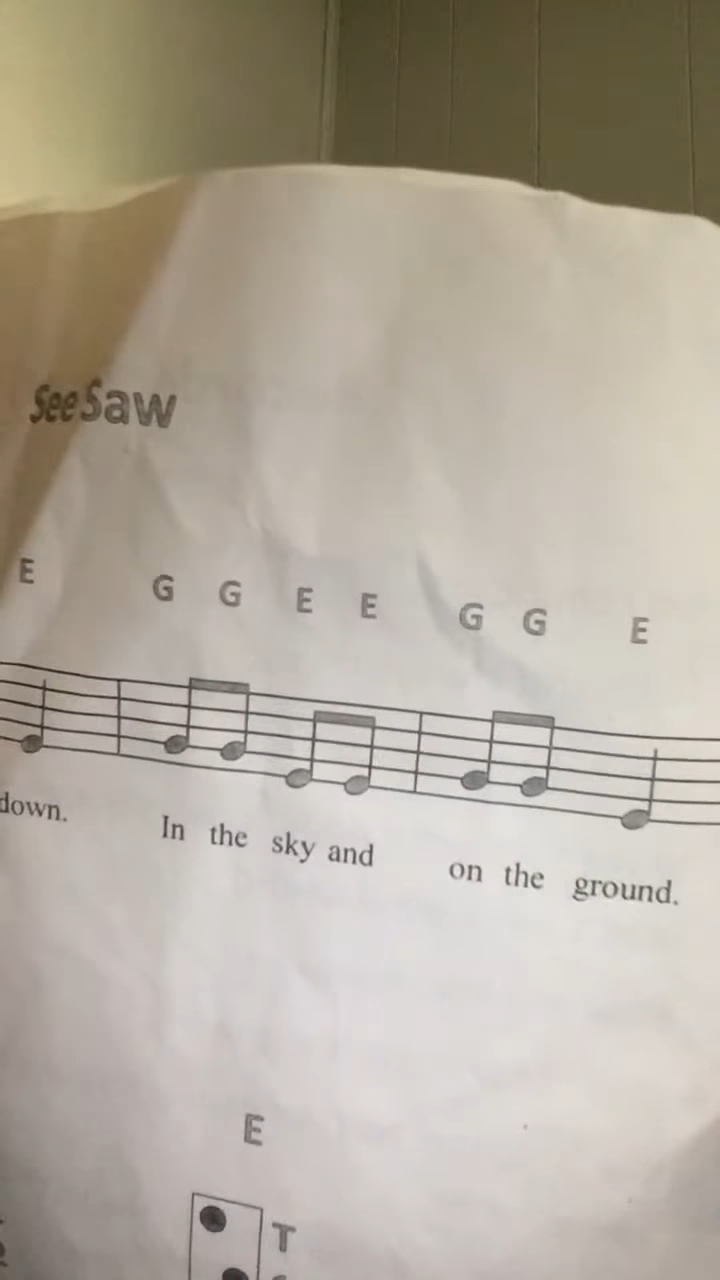 See Saw
E G G E E G G E
down. In the sky and on the ground.
E
T